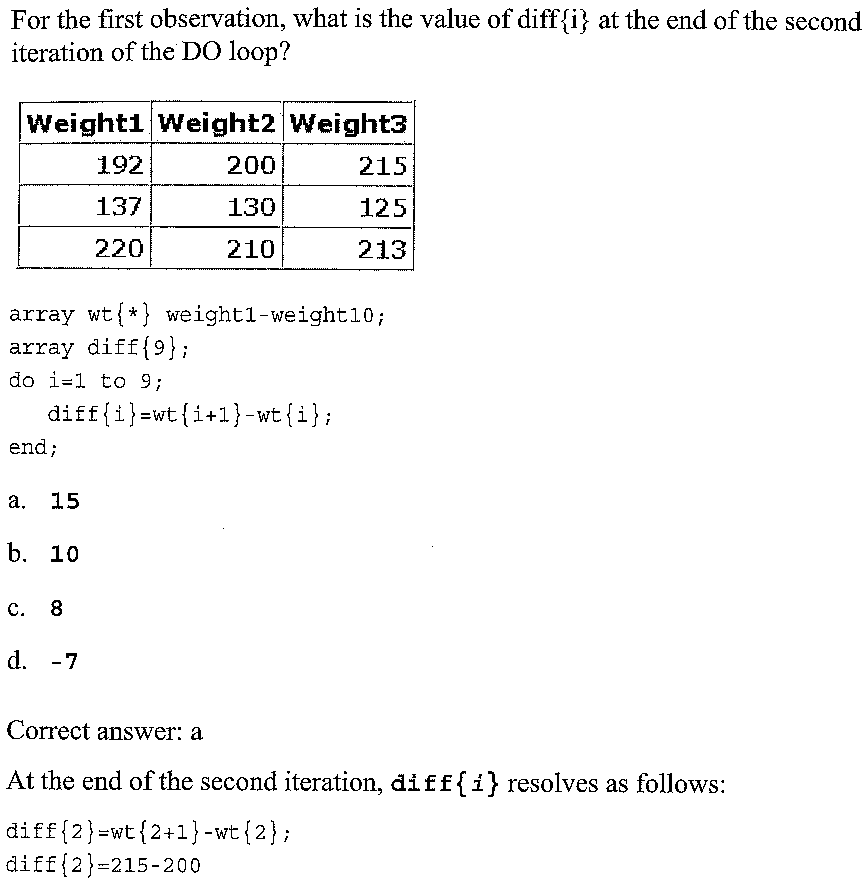 For the first observation, what is the value of diff{i} at the end of the second
iteration of the DO loop?
Weight1 Weight2 Weight3
192 200 215
137 130 125
220 210 213
array wt{*} weight1-weight10;
array diff{9};
do i=1 to 9;
diff{i}=wt{i+1}-wt{i};
end;
a. 15
b. 10
c. 8
d. -7
Correct answer: a
At the end of the second iteration, diff{i} resolves as follows:
diff{2}=wt{2+1}-wt{2};
diff{2}=215-200